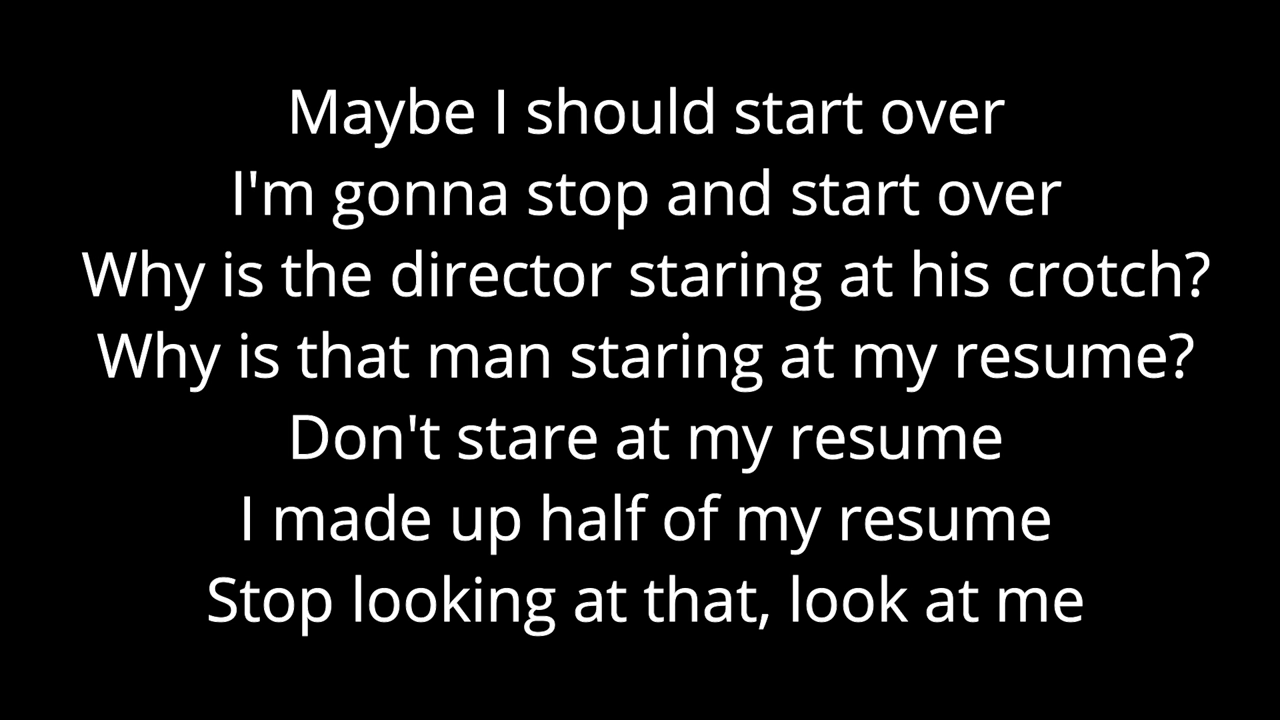 Maybe I should start over
I'm gonna stop and start over
Why is the director staring at his crotch?
Why is that man staring at my resume?
Don't stare at my resume
I made up half of my resume
Stop looking at that, look at me